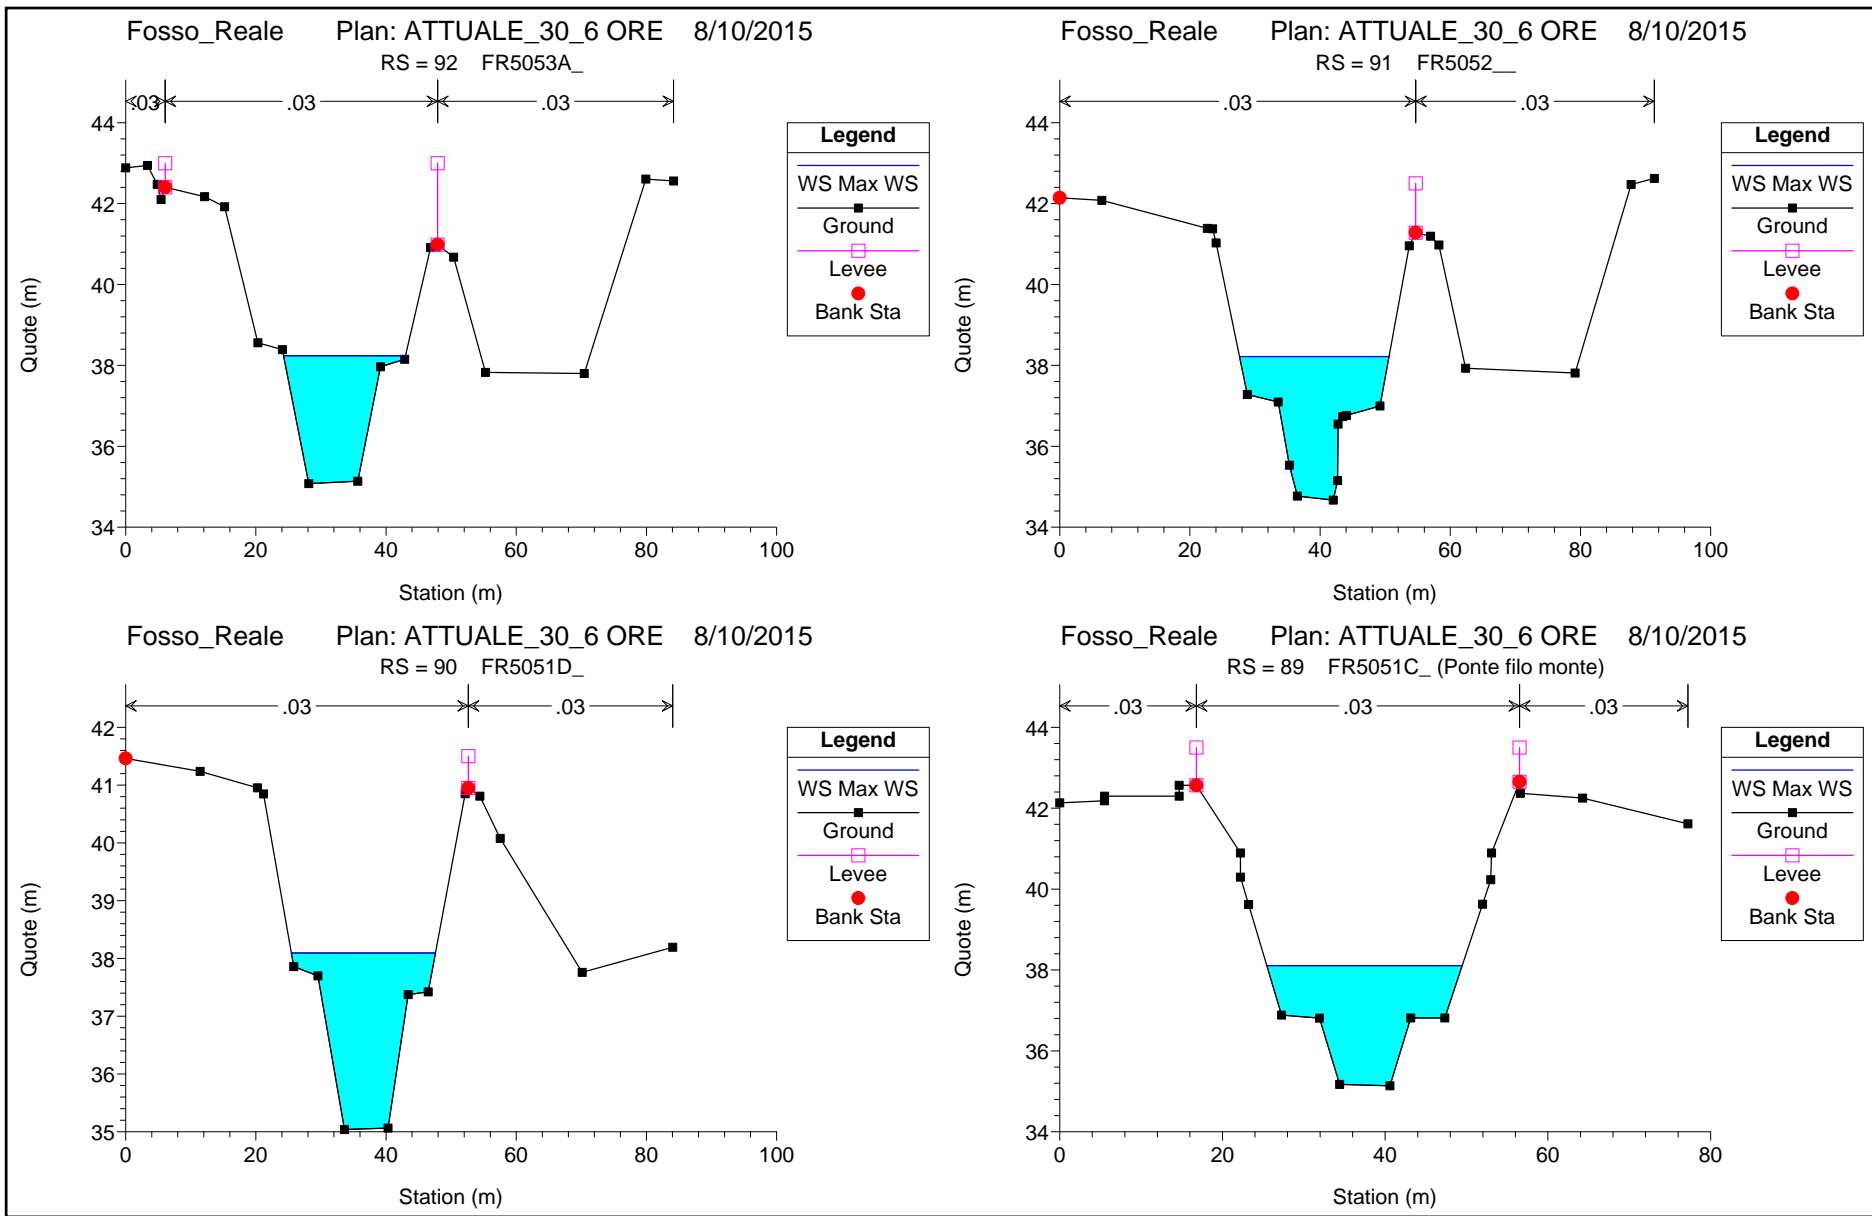 Fosso_Reale Plan: ATTUALE_30_6 ORE 8/10/2015
RS = 92 FR5053A_
.03 .03 .03
44
42
40
38
36
34
Quote (m)
0 20 40 60 80 100
Station (m)
Legend
WS Max WS
Ground
Levee
Bank Sta
Fosso_Reale Plan: ATTUALE_30_6 ORE 8/10/2015
RS = 91 FR5052__
.03 .03
44
42
40
38
36
34
Quote (m)
0 20 40 60 80 100
Station (m)
Legend
WS Max WS
Ground
Levee
Bank Sta
Fosso_Reale Plan: ATTUALE_30_6 ORE 8/10/2015
RS = 90 FR5051D_
.03 .03
42
41
40
39
38
37
36
35
Quote (m)
0 20 40 60 80 100
Station (m)
Legend
WS Max WS
Ground
Levee
Bank Sta
Fosso_Reale Plan: ATTUALE_30_6 ORE 8/10/2015
RS = 89 FR5051C_ (Ponte filo monte)
.03 .03 .03
44
42
40
38
36
34
Quote (m)
0 20 40 60 80
Station (m)
Legend
WS Max WS
Ground
Levee
Bank Sta